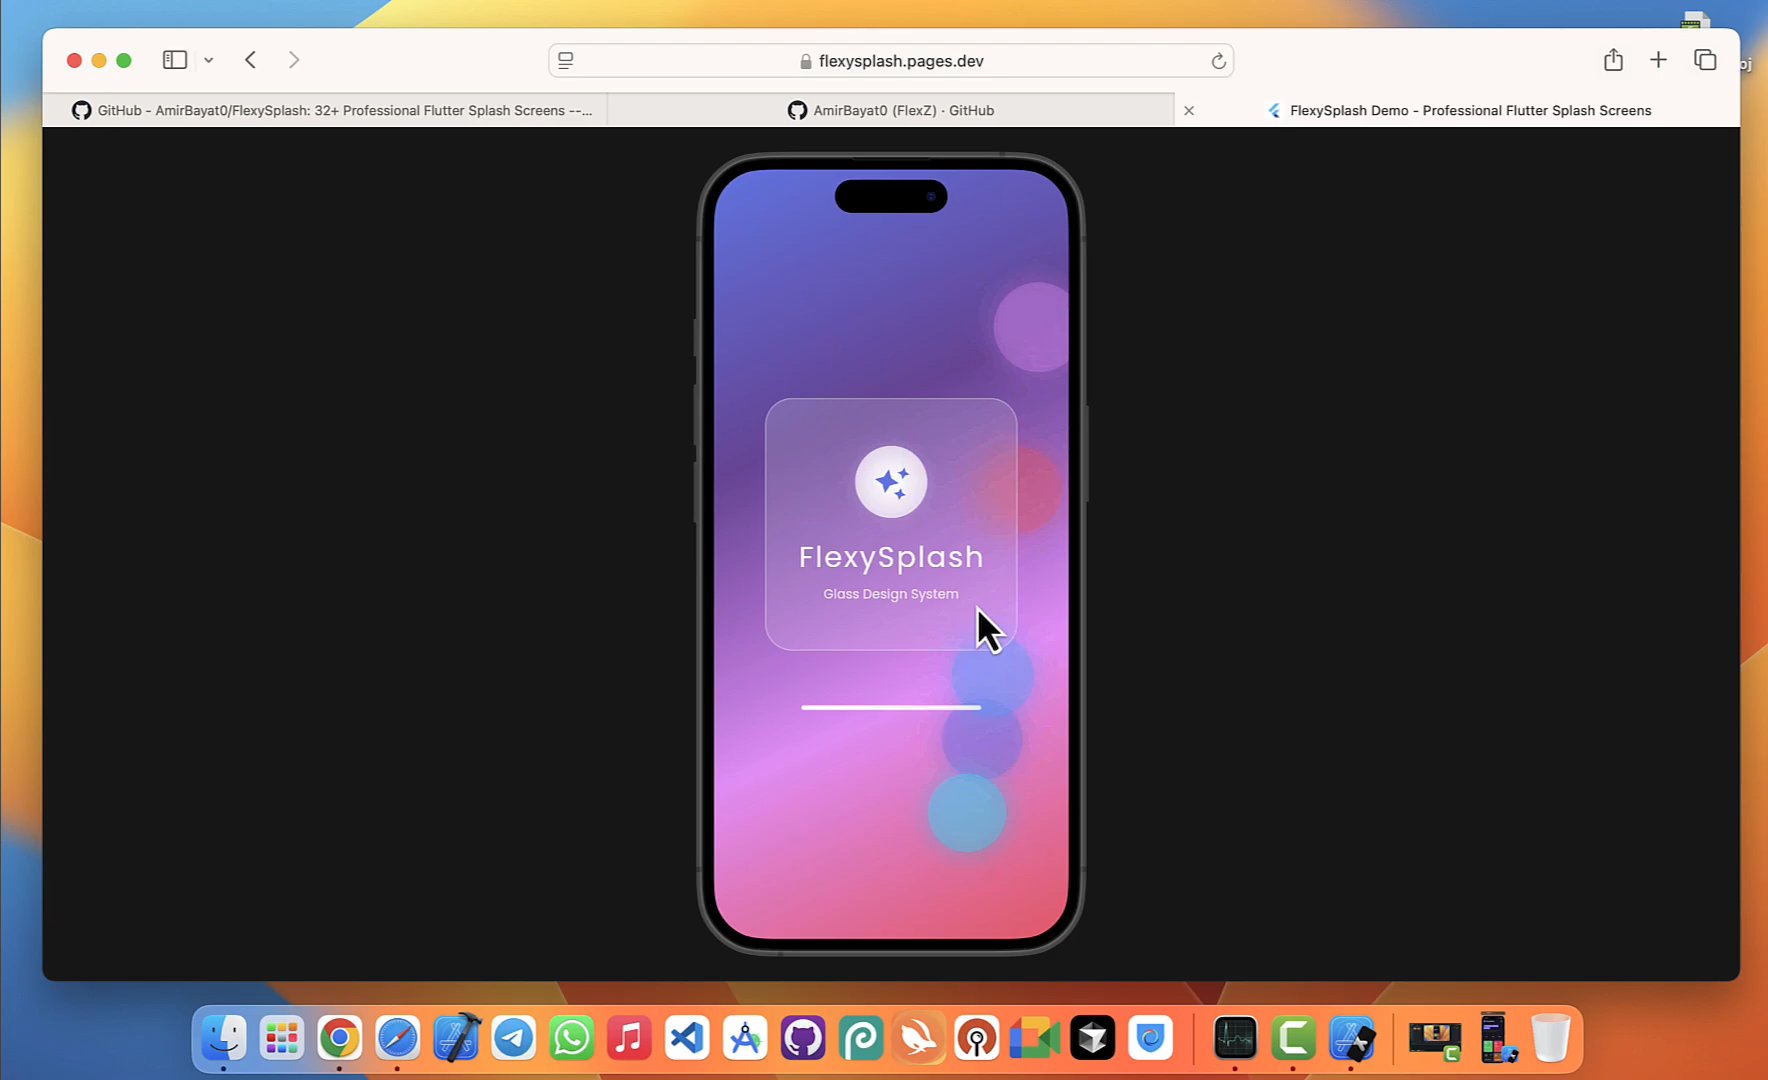 oj
flexysplash.pages.dev
GitHub - AmirBayat0/FlexySplash: 32+ Professional Flutter Splash Screens --...
AmirBayat0 (FlexZ) · GitHub
FlexySplash Demo - Professional Flutter Splash Screens
FlexySplash
Glass Design System